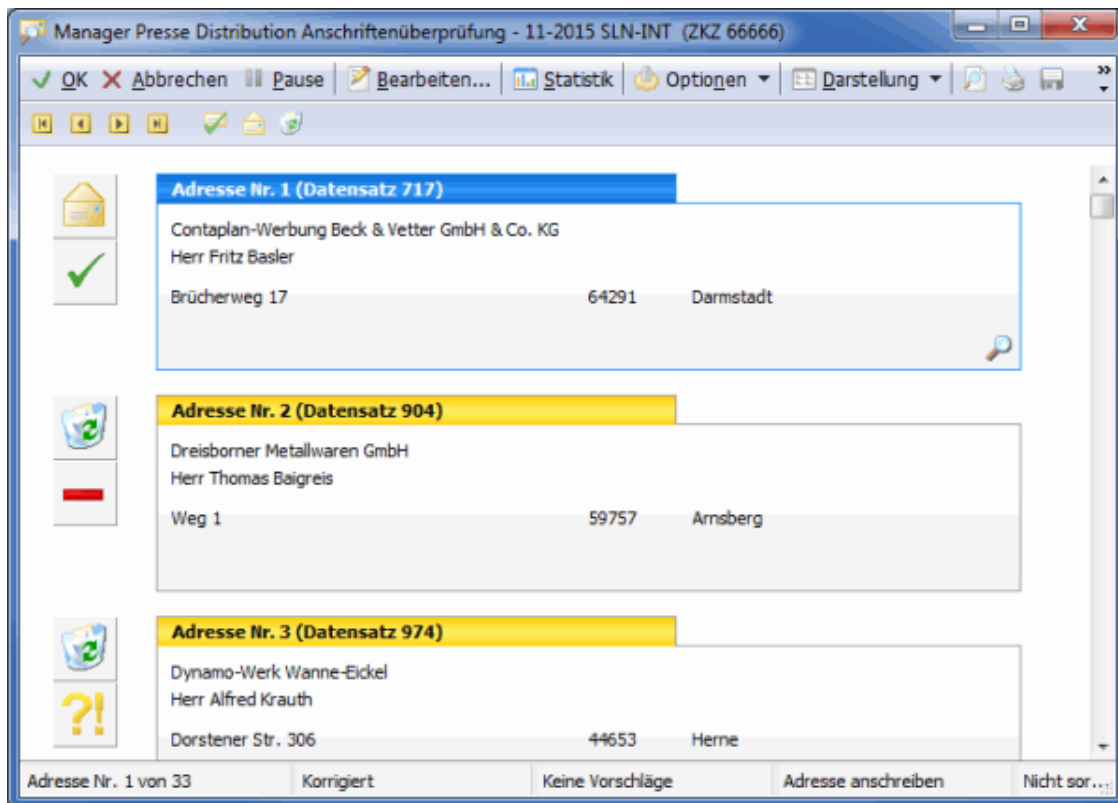 Manager Presse Distribution Anschriftenüberprüfung - 11-2015 SLN-INT (ZKZ 66666)
OK Abbrechen Pause Bearbeiten... Statistik Optionen Darstellung
Adresse Nr. 1 (Datensatz 717)
Contaplan-Werbung Beck & Vetter GmbH & Co. KG
Herr Fritz Basler
Brücherweg 17 64291 Darmstadt
Adresse Nr. 2 (Datensatz 904)
Dreisborner Metallwaren GmbH
Herr Thomas Baigreis
Weg 1 59757 Arnsberg
Adresse Nr. 3 (Datensatz 974)
Dynamo-Werk Wanne-Eickel
Herr Alfred Krauth
Dorstener Str. 306 44653 Herne
Adresse Nr. 1 von 33 Korrigiert Keine Vorschläge Adresse anschreiben Nicht sor...